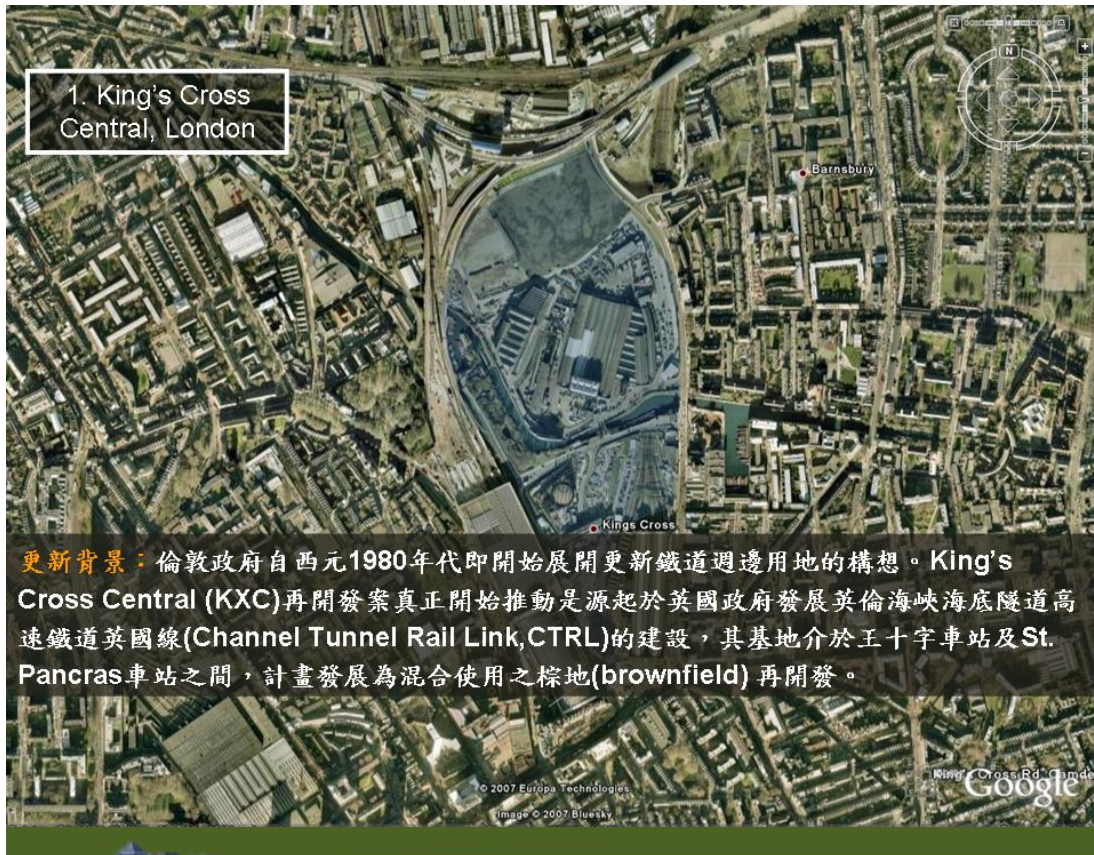 1. King's Cross
Central, London
Barnsbury
Kings Cross
更新背景：倫敦政府自西元1980年代即開始展開更新鐵道週邊用地的構想。King's
Cross Central (KXC)再開發案真正開始推動是源起於英國政府發展英倫海峽海底隧道高
速鐵道英國線(Channel Tunnel Rail Link,CTRL)的建設，其基地介於王十字車站及St.
Pancras車站之間，計畫發展為混合使用之棕地(brownfield) 再開發。
King's Cross Rd, Camde
© 2007 Europa Technologies
Google
Image © 2007 Bluesky
N